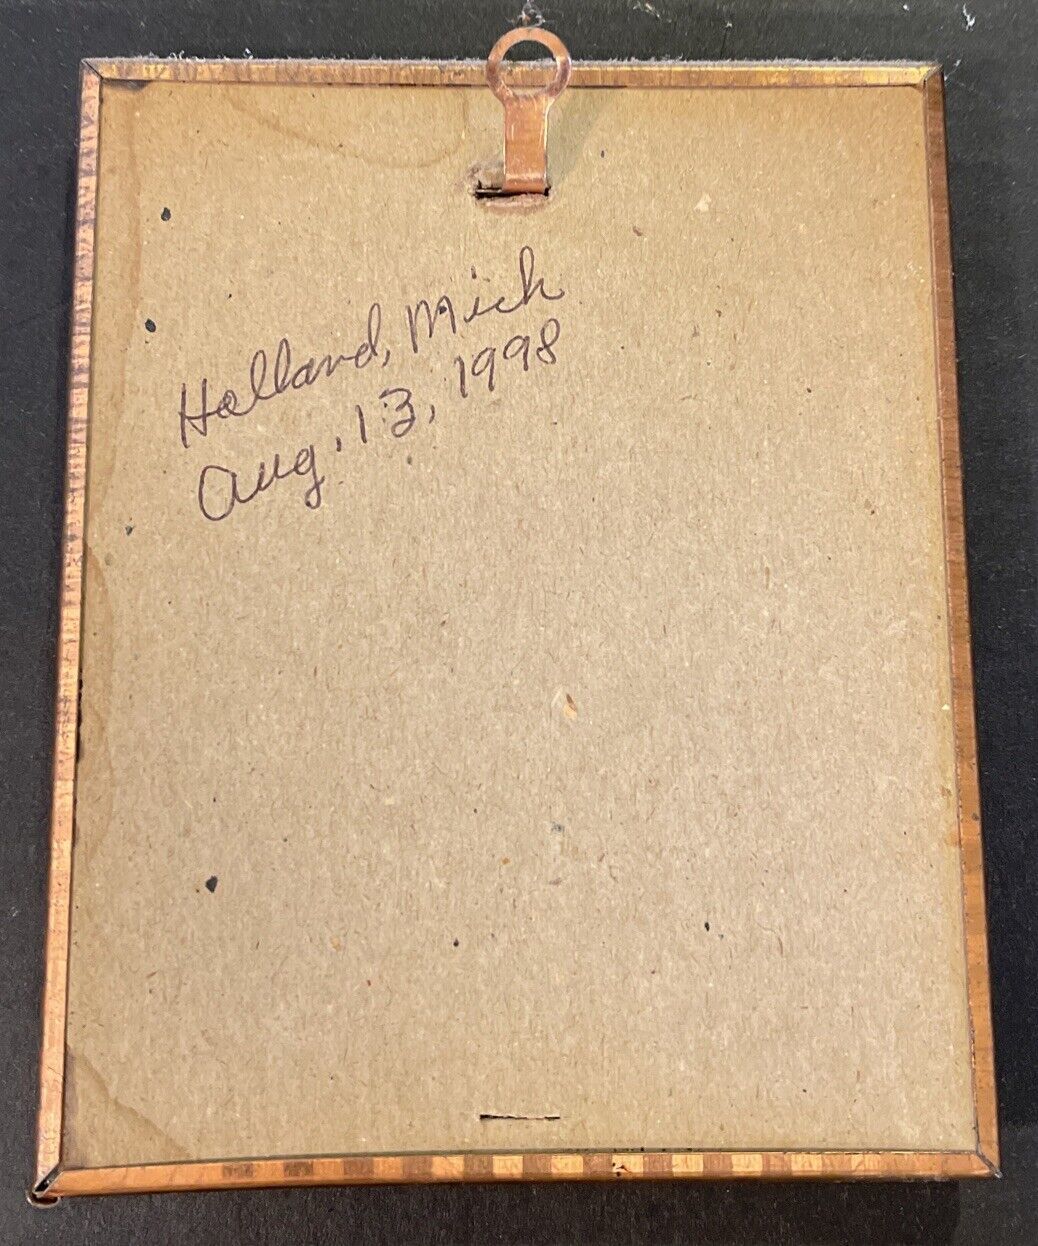 Holland, Mich
Aug. 13, 1998